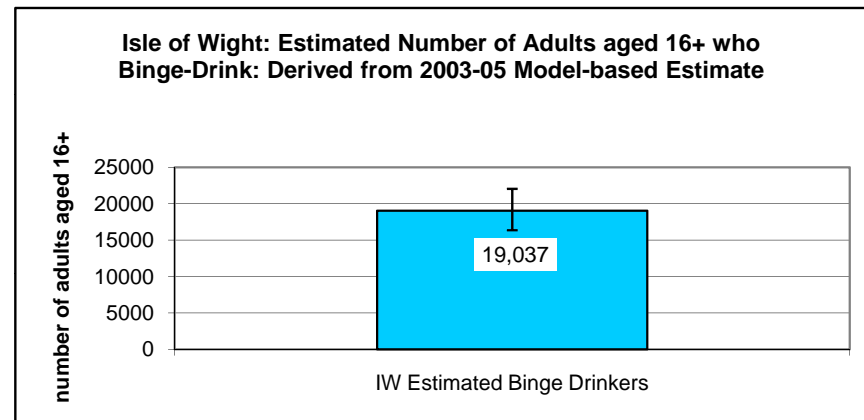 Isle of Wight: Estimated Number of Adults aged 16+ who
Binge-Drink: Derived from 2003-05 Model-based Estimate
number of adults aged 16+
25000
20000
15000
10000
5000
0
19,037
IW Estimated Binge Drinkers